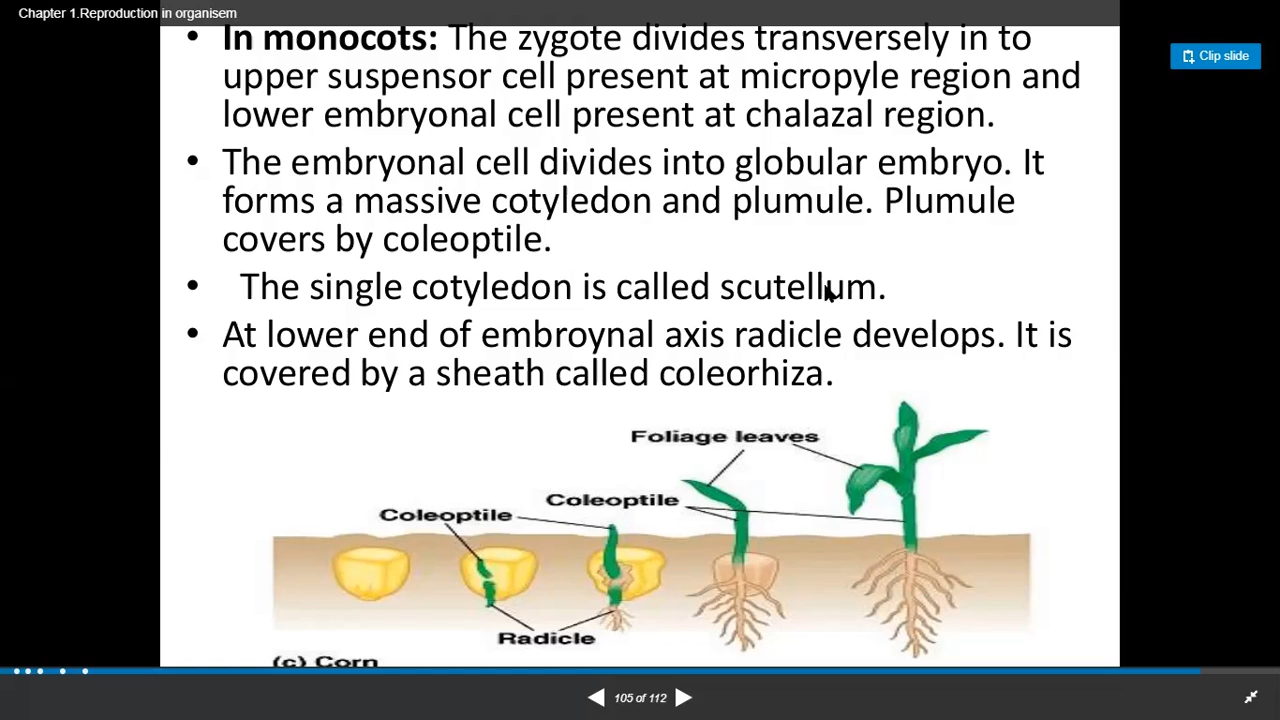 Chapter 1.Reproduction in organisem
Clip slide
• In monocots: The zygote divides transversely in to
upper suspensor cell present at micropyle region and
lower embryonal cell present at chalazal region.
• The embryonal cell divides into globular embryo. It
forms a massive cotyledon and plumule. Plumule
covers by coleoptile.
• The single cotyledon is called scutellum.
• At lower end of embroynal axis radicle develops. It is
covered by a sheath called coleorhiza.
Foliage leaves
Coleoptile
Coleoptile
Radicle
(c) Corn
105 of 112